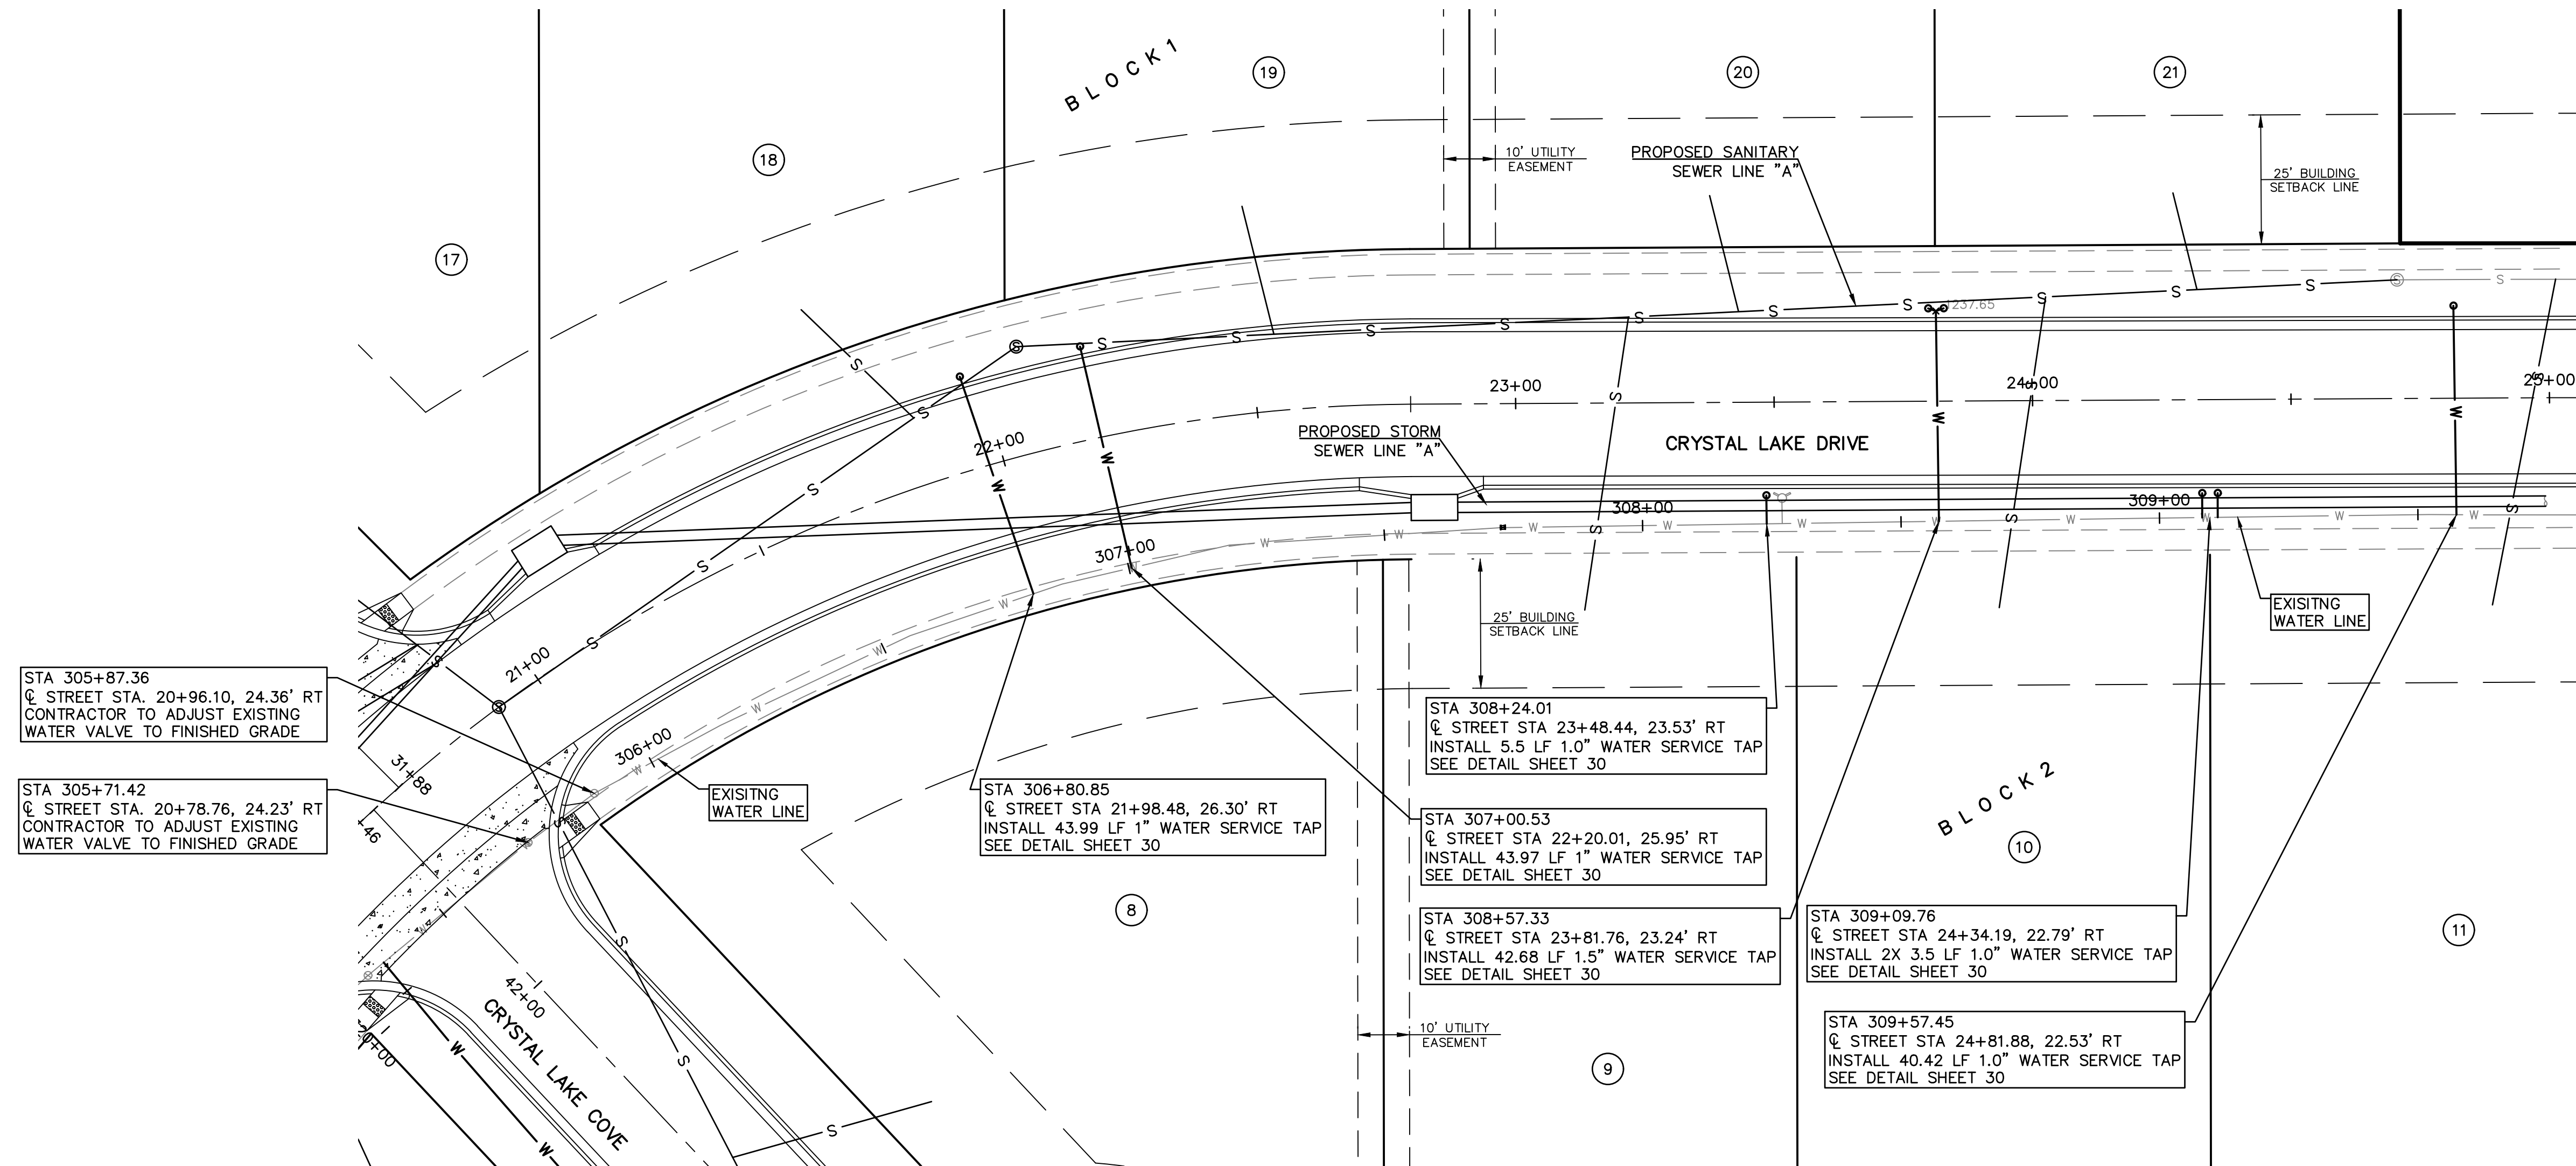 BLOCK 1
19
20
21
18
17
10' UTILITY
EASEMENT
PROPOSED SANITARY
SEWER LINE "A"
25' BUILDING
SETBACK LINE
S
S
S
S
S
S
S
S
S
S
S
S
1237.65
23+00
24+00
25+00
22+00
PROPOSED STORM
SEWER LINE "A"
CRYSTAL LAKE DRIVE
W
W
W
W
S
S
S
S
S
S
308+00
309+00
307+00
W
W
W
W
W
W
W
W
W
W
25' BUILDING
SETBACK LINE
EXISITNG
WATER LINE
S
S
S
S
S
21+00
306+00
W
W
W
W
STA 305+87.36
℄ STREET STA. 20+96.10, 24.36' RT
CONTRACTOR TO ADJUST EXISTING
WATER VALVE TO FINISHED GRADE
STA 305+71.42
℄ STREET STA. 20+78.76, 24.23' RT
CONTRACTOR TO ADJUST EXISTING
WATER VALVE TO FINISHED GRADE
31+88
46
EXISITNG
WATER LINE
STA 306+80.85
℄ STREET STA 21+98.48, 26.30' RT
INSTALL 43.99 LF 1" WATER SERVICE TAP
SEE DETAIL SHEET 30
STA 308+24.01
℄ STREET STA 23+48.44, 23.53' RT
INSTALL 5.5 LF 1.0" WATER SERVICE TAP
SEE DETAIL SHEET 30
STA 307+00.53
℄ STREET STA 22+20.01, 25.95' RT
INSTALL 43.97 LF 1" WATER SERVICE TAP
SEE DETAIL SHEET 30
STA 308+57.33
℄ STREET STA 23+81.76, 23.24' RT
INSTALL 42.68 LF 1.5" WATER SERVICE TAP
SEE DETAIL SHEET 30
BLOCK 2
10
STA 309+09.76
℄ STREET STA 24+34.19, 22.79' RT
INSTALL 2X 3.5 LF 1.0" WATER SERVICE TAP
SEE DETAIL SHEET 30
STA 309+57.45
℄ STREET STA 24+81.88, 22.53' RT
INSTALL 40.42 LF 1.0" WATER SERVICE TAP
SEE DETAIL SHEET 30
8
9
11
10' UTILITY
EASEMENT
42+00
CRYSTAL LAKE COVE
W
W
S
S
S